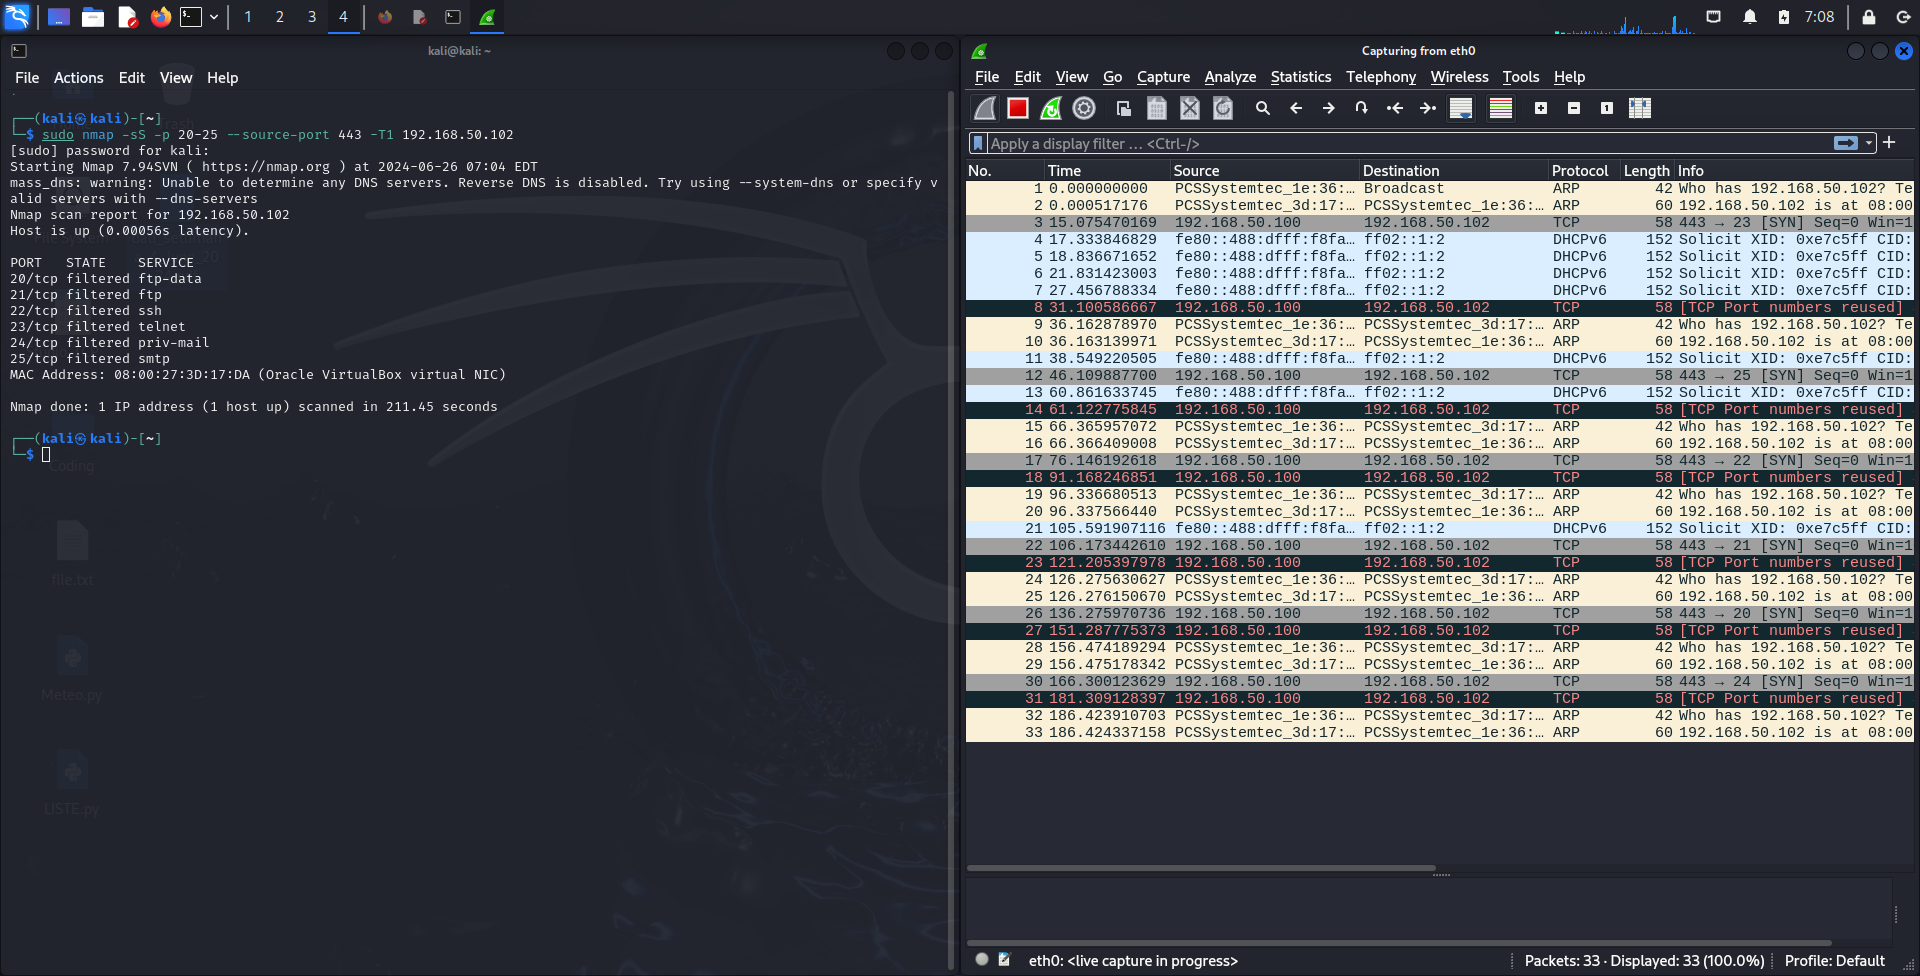 1 2 3 4
7:08
kali@kali: ~
File Actions Edit View Help
┌──(kali㉿kali)-[~]
└─$ sudo nmap -sS -p 20-25 --source-port 443 -T1 192.168.50.102
[sudo] password for kali:
Starting Nmap 7.94SVN ( https://nmap.org ) at 2024-06-26 07:04 EDT
mass_dns: warning: Unable to determine any DNS servers. Reverse DNS is disabled. Try using --system-dns or specify v
alid servers with --dns-servers
Nmap scan report for 192.168.50.102
Host is up (0.00056s latency).
PORT STATE SERVICE
20/tcp filtered ftp-data
21/tcp filtered ftp
22/tcp filtered ssh
23/tcp filtered telnet
24/tcp filtered priv-mail
25/tcp filtered smtp
MAC Address: 08:00:27:3D:17:DA (Oracle VirtualBox virtual NIC)
Nmap done: 1 IP address (1 host up) scanned in 211.45 seconds
┌──(kali㉿kali)-[~]
└─$
Coding
file.txt
Meteo.py
LISTE.py
Capturing from eth0
File Edit View Go Capture Analyze Statistics Telephony Wireless Tools Help
Apply a display filter … <Ctrl-/>
No. Time Source Destination Protocol Length Info
1 0.000000000 PCSSystemtec_1e:36:… Broadcast ARP 42 Who has 192.168.50.102? Te
2 0.000517176 PCSSystemtec_3d:17:… PCSSystemtec_1e:36:… ARP 60 192.168.50.102 is at 08:00
3 15.075470169 192.168.50.100 192.168.50.102 TCP 58 443 → 23 [SYN] Seq=0 Win=1
4 17.333846829 fe80::488:dfff:f8fa… ff02::1:2 DHCPv6 152 Solicit XID: 0xe7c5ff CID:
5 18.836671652 fe80::488:dfff:f8fa… ff02::1:2 DHCPv6 152 Solicit XID: 0xe7c5ff CID:
6 21.831423003 fe80::488:dfff:f8fa… ff02::1:2 DHCPv6 152 Solicit XID: 0xe7c5ff CID:
7 27.456788334 fe80::488:dfff:f8fa… ff02::1:2 DHCPv6 152 Solicit XID: 0xe7c5ff CID:
8 31.100586667 192.168.50.100 192.168.50.102 TCP 58 [TCP Port numbers reused]
9 36.162878970 PCSSystemtec_1e:36:… PCSSystemtec_3d:17:… ARP 42 Who has 192.168.50.102? Te
10 36.163139971 PCSSystemtec_3d:17:… PCSSystemtec_1e:36:… ARP 60 192.168.50.102 is at 08:00
11 38.549220505 fe80::488:dfff:f8fa… ff02::1:2 DHCPv6 152 Solicit XID: 0xe7c5ff CID:
12 46.109887700 192.168.50.100 192.168.50.102 TCP 58 443 → 25 [SYN] Seq=0 Win=1
13 60.861633745 fe80::488:dfff:f8fa… ff02::1:2 DHCPv6 152 Solicit XID: 0xe7c5ff CID:
14 61.122775845 192.168.50.100 192.168.50.102 TCP 58 [TCP Port numbers reused]
15 66.365957072 PCSSystemtec_1e:36:… PCSSystemtec_3d:17:… ARP 42 Who has 192.168.50.102? Te
16 66.366409008 PCSSystemtec_3d:17:… PCSSystemtec_1e:36:… ARP 60 192.168.50.102 is at 08:00
17 76.146192618 192.168.50.100 192.168.50.102 TCP 58 443 → 22 [SYN] Seq=0 Win=1
18 91.168246851 192.168.50.100 192.168.50.102 TCP 58 [TCP Port numbers reused]
19 96.336680513 PCSSystemtec_1e:36:… PCSSystemtec_3d:17:… ARP 42 Who has 192.168.50.102? Te
20 96.337566440 PCSSystemtec_3d:17:… PCSSystemtec_1e:36:… ARP 60 192.168.50.102 is at 08:00
21 105.591907116 fe80::488:dfff:f8fa… ff02::1:2 DHCPv6 152 Solicit XID: 0xe7c5ff CID:
22 106.173442610 192.168.50.100 192.168.50.102 TCP 58 443 → 21 [SYN] Seq=0 Win=1
23 121.205397978 192.168.50.100 192.168.50.102 TCP 58 [TCP Port numbers reused]
24 126.275630627 PCSSystemtec_1e:36:… PCSSystemtec_3d:17:… ARP 42 Who has 192.168.50.102? Te
25 126.276150670 PCSSystemtec_3d:17:… PCSSystemtec_1e:36:… ARP 60 192.168.50.102 is at 08:00
26 136.275970736 192.168.50.100 192.168.50.102 TCP 58 443 → 20 [SYN] Seq=0 Win=1
27 151.287775373 192.168.50.100 192.168.50.102 TCP 58 [TCP Port numbers reused]
28 156.474189294 PCSSystemtec_1e:36:… PCSSystemtec_3d:17:… ARP 42 Who has 192.168.50.102? Te
29 156.475178342 PCSSystemtec_3d:17:… PCSSystemtec_1e:36:… ARP 60 192.168.50.102 is at 08:00
30 166.300123629 192.168.50.100 192.168.50.102 TCP 58 443 → 24 [SYN] Seq=0 Win=1
31 181.309128397 192.168.50.100 192.168.50.102 TCP 58 [TCP Port numbers reused]
32 186.423910703 PCSSystemtec_1e:36:… PCSSystemtec_3d:17:… ARP 42 Who has 192.168.50.102? Te
33 186.424337158 PCSSystemtec_3d:17:… PCSSystemtec_1e:36:… ARP 60 192.168.50.102 is at 08:00
eth0: <live capture in progress>
Packets: 33 · Displayed: 33 (100.0%)
Profile: Default